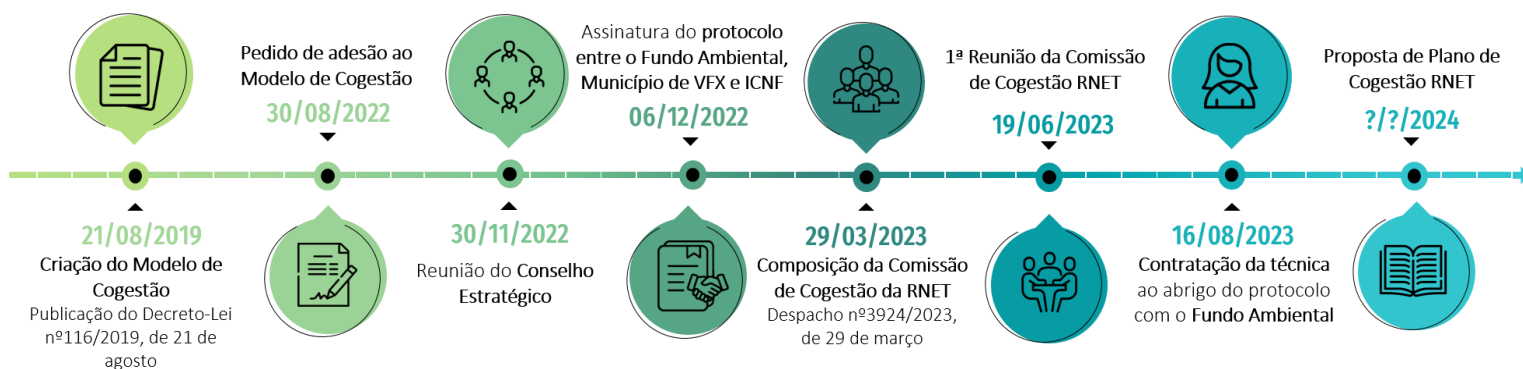 21/08/2019
Criação do Modelo de
Cogestão
Publicação do Decreto-Lei
nº116/2019, de 21 de
agosto
Pedido de adesão ao
Modelo de Cogestão
30/08/2022
30/11/2022
Reunião do Conselho
Estratégico
Assinatura do protocolo
entre o Fundo Ambiental,
Município de VFX e ICNF
06/12/2022
29/03/2023
Composição da Comissão
de Cogestão da RNET
Despacho nº3924/2023,
de 29 de março
1ª Reunião da Comissão
de Cogestão RNET
19/06/2023
16/08/2023
Contratação da técnica
ao abrigo do protocolo
com o Fundo Ambiental
Proposta de Plano de
Cogestão RNET
?/?/2024